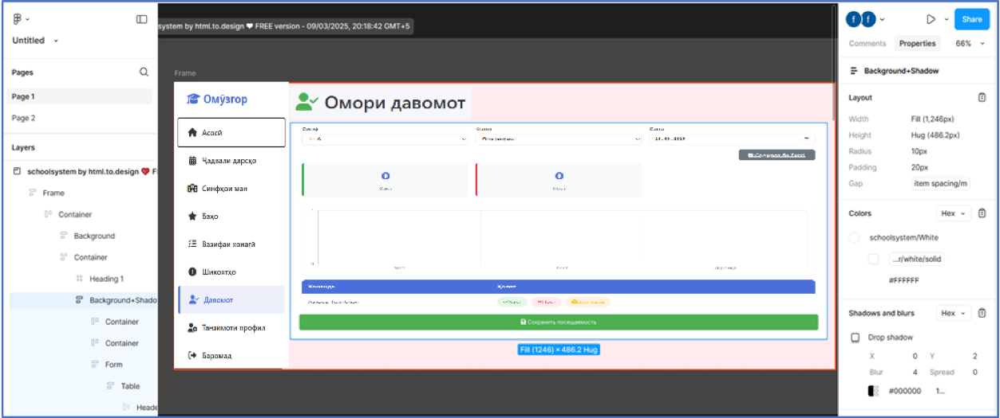 Untitled
Pages
Page 1
Page 2
Layers
schoolsystem by html.to.design ❤ F
Frame
Container
Background
Container
Heading 1
Background+Shado
Container
Container
Form
Table
Heade
system by html.to.design ❤ FREE version - 09/03/2025, 20:18:42 GMT+5
Frame
Омӯзгор
Асосӣ
Ҷадвали дарсҳо
Синфҳои ман
Баҳо
Вазифаи хонагӣ
Шикоятҳо
Давомот
Танзимоти профил
Баромад
Омори давомот
0
0
Сохранить посещаемость
Fill (1246) × 486.2 Hug
f f
Share
Comments Properties 66%
Background+Shadow
Layout
Width Fill (1,246px)
Height Hug (486.2px)
Radius 10px
Padding 20px
Gap item spacing/m
Colors Hex
schoolsystem/White
...r/white/solid
#FFFFFF
Shadows and blurs Hex
Drop shadow
X 0 Y 2
Blur 4 Spread 0
#000000 1...